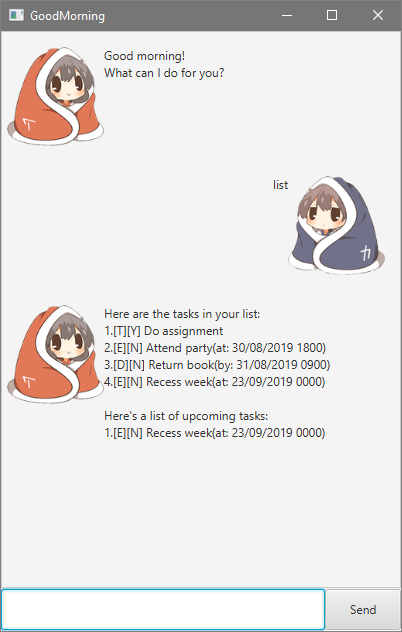 GoodMorning
Good morning!
What can I do for you?
list
Here are the tasks in your list:
1.[T][Y] Do assignment
2.[E][N] Attend party(at: 30/08/2019 1800)
3.[D][N] Return book(by: 31/08/2019 0900)
4.[E][N] Recess week(at: 23/09/2019 0000)
Here's a list of upcoming tasks:
1.[E][N] Recess week(at: 23/09/2019 0000)
Send